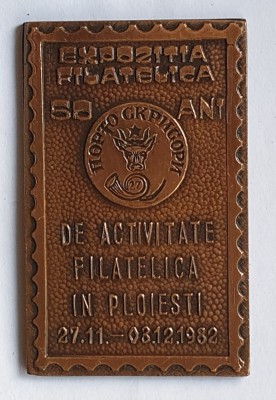 EXPOZITIA
FILATELICA
50 ANI
ПОРТО СКРИСОРИ
27
DE ACTIVITATE
FILATELICA
IN PLOIESTI
27.11.-03.12.1982